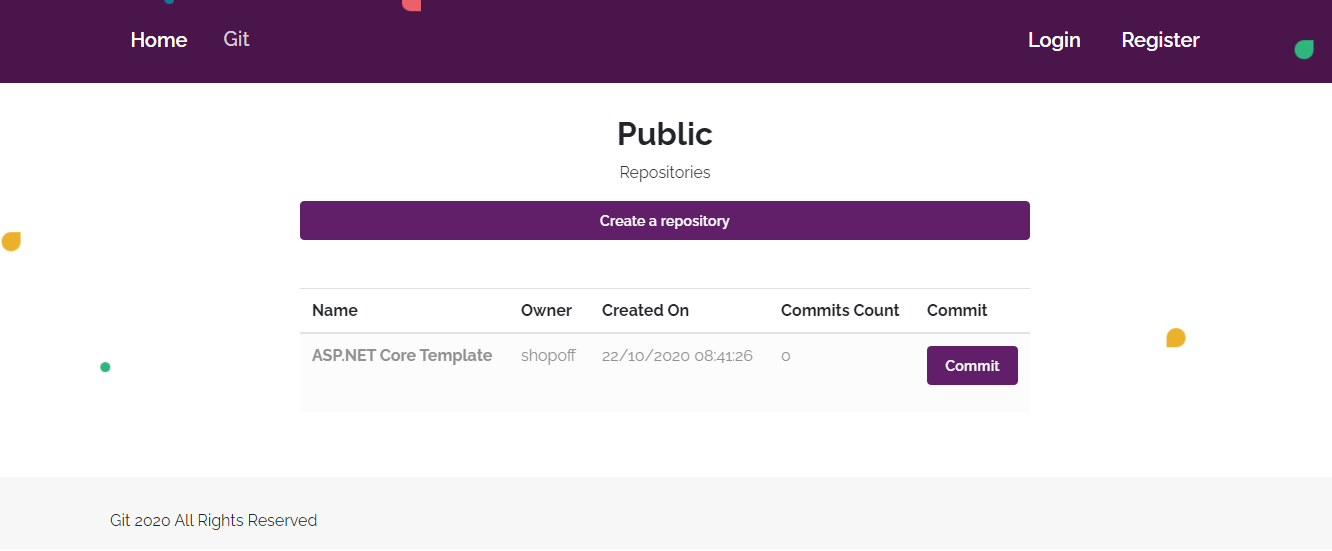 Home Git Login Register
Public
Repositories
Create a repository
Name Owner Created On Commits Count Commit
ASP.NET Core Template shopoff 22/10/2020 08:41:26 0 Commit
Git 2020 All Rights Reserved